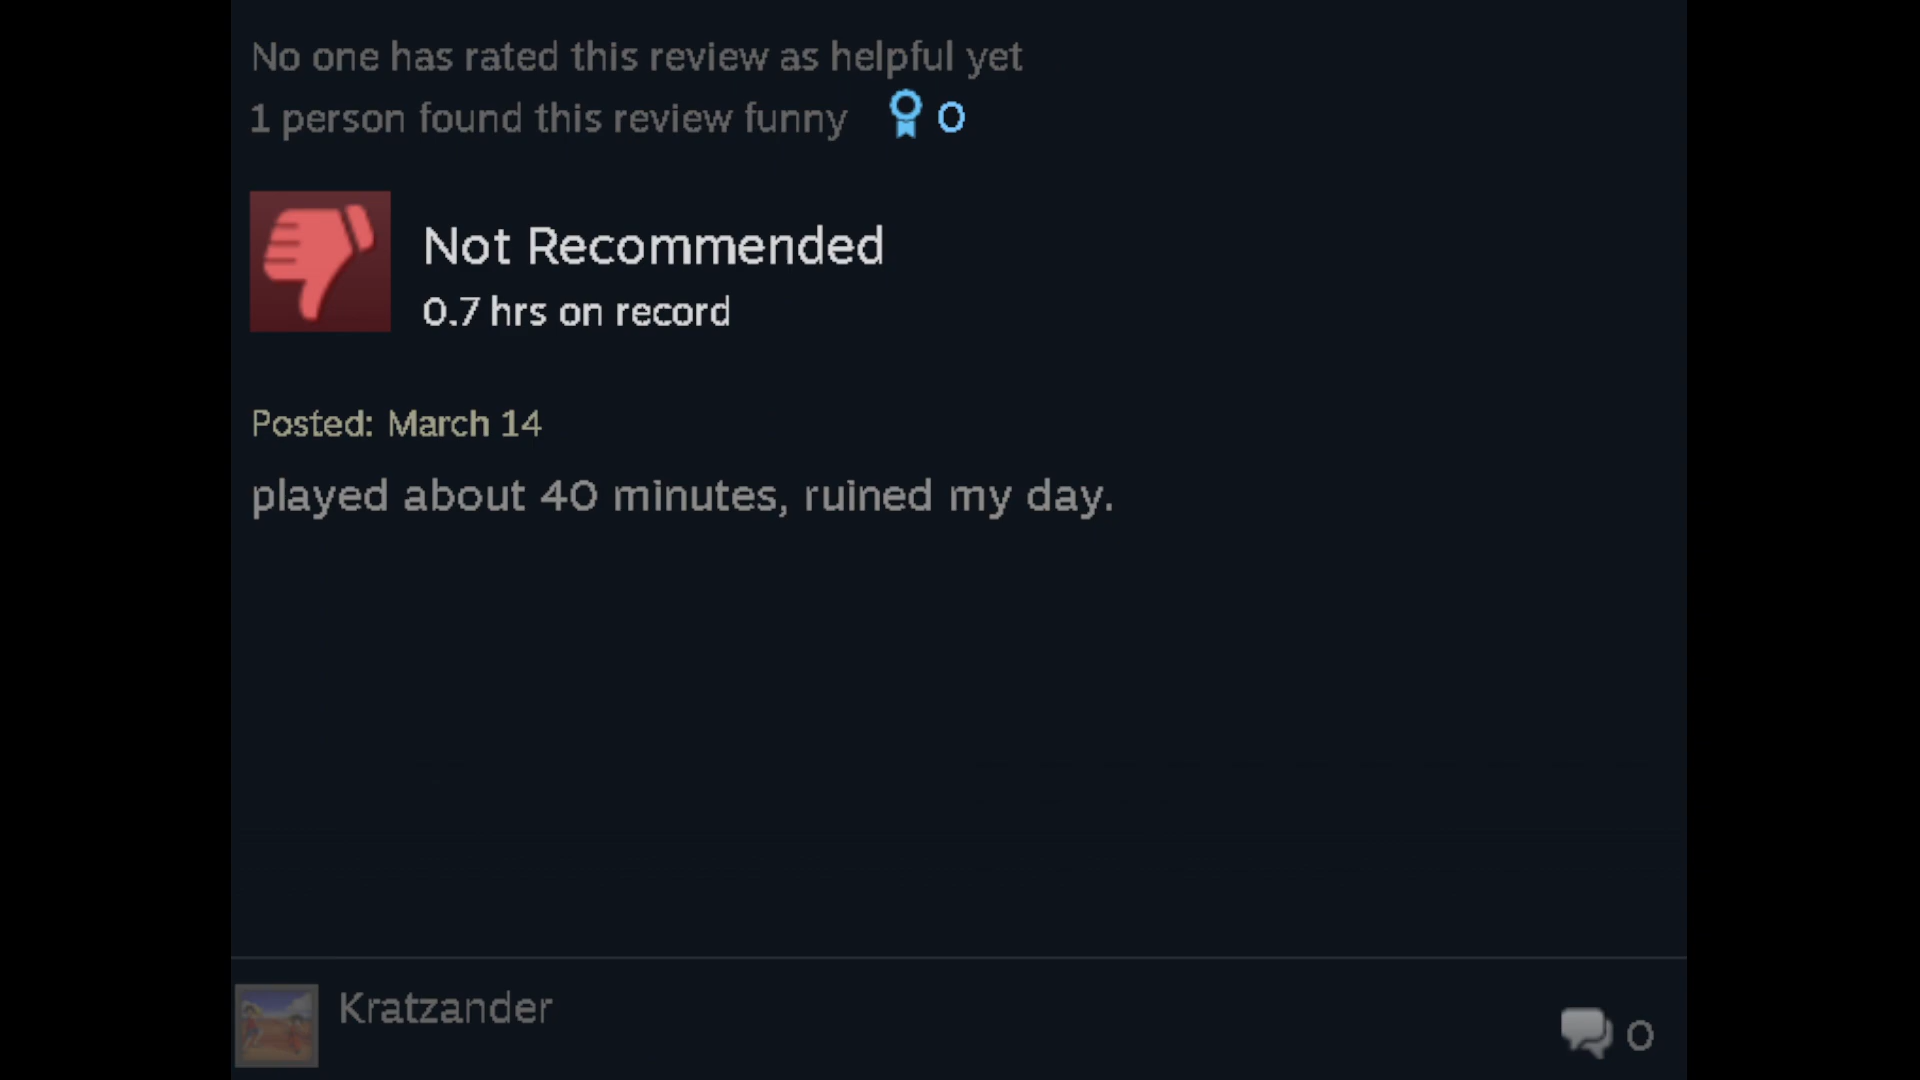 No one has rated this review as helpful yet
1 person found this review funny 0
Not Recommended
0.7 hrs on record
Posted: March 14
played about 40 minutes, ruined my day.
Kratzander
0